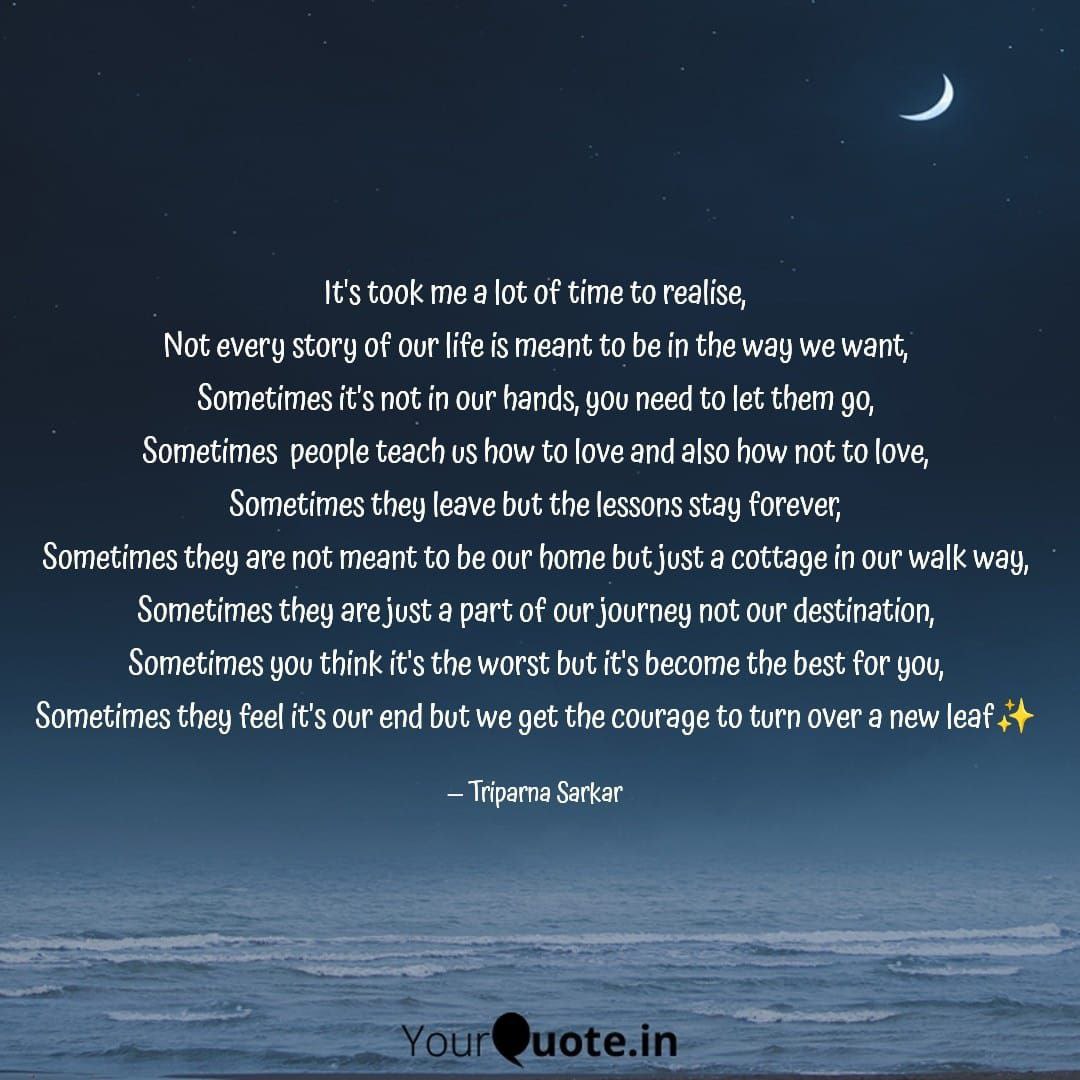 It's took me a lot of time to realise,
Not every story of our life is meant to be in the way we want,
Sometimes it's not in our hands, you need to let them go,
Sometimes  people teach us how to love and also how not to love,
Sometimes they leave but the lessons stay forever,
Sometimes they are not meant to be our home but just a cottage in our walk way,
Sometimes they are just a part of our journey not our destination,
Sometimes you think it's the worst but it's become the best for you,
Sometimes they feel it's our end but we get the courage to turn over a new leaf✨
— Triparna Sarkar
YourQuote.in